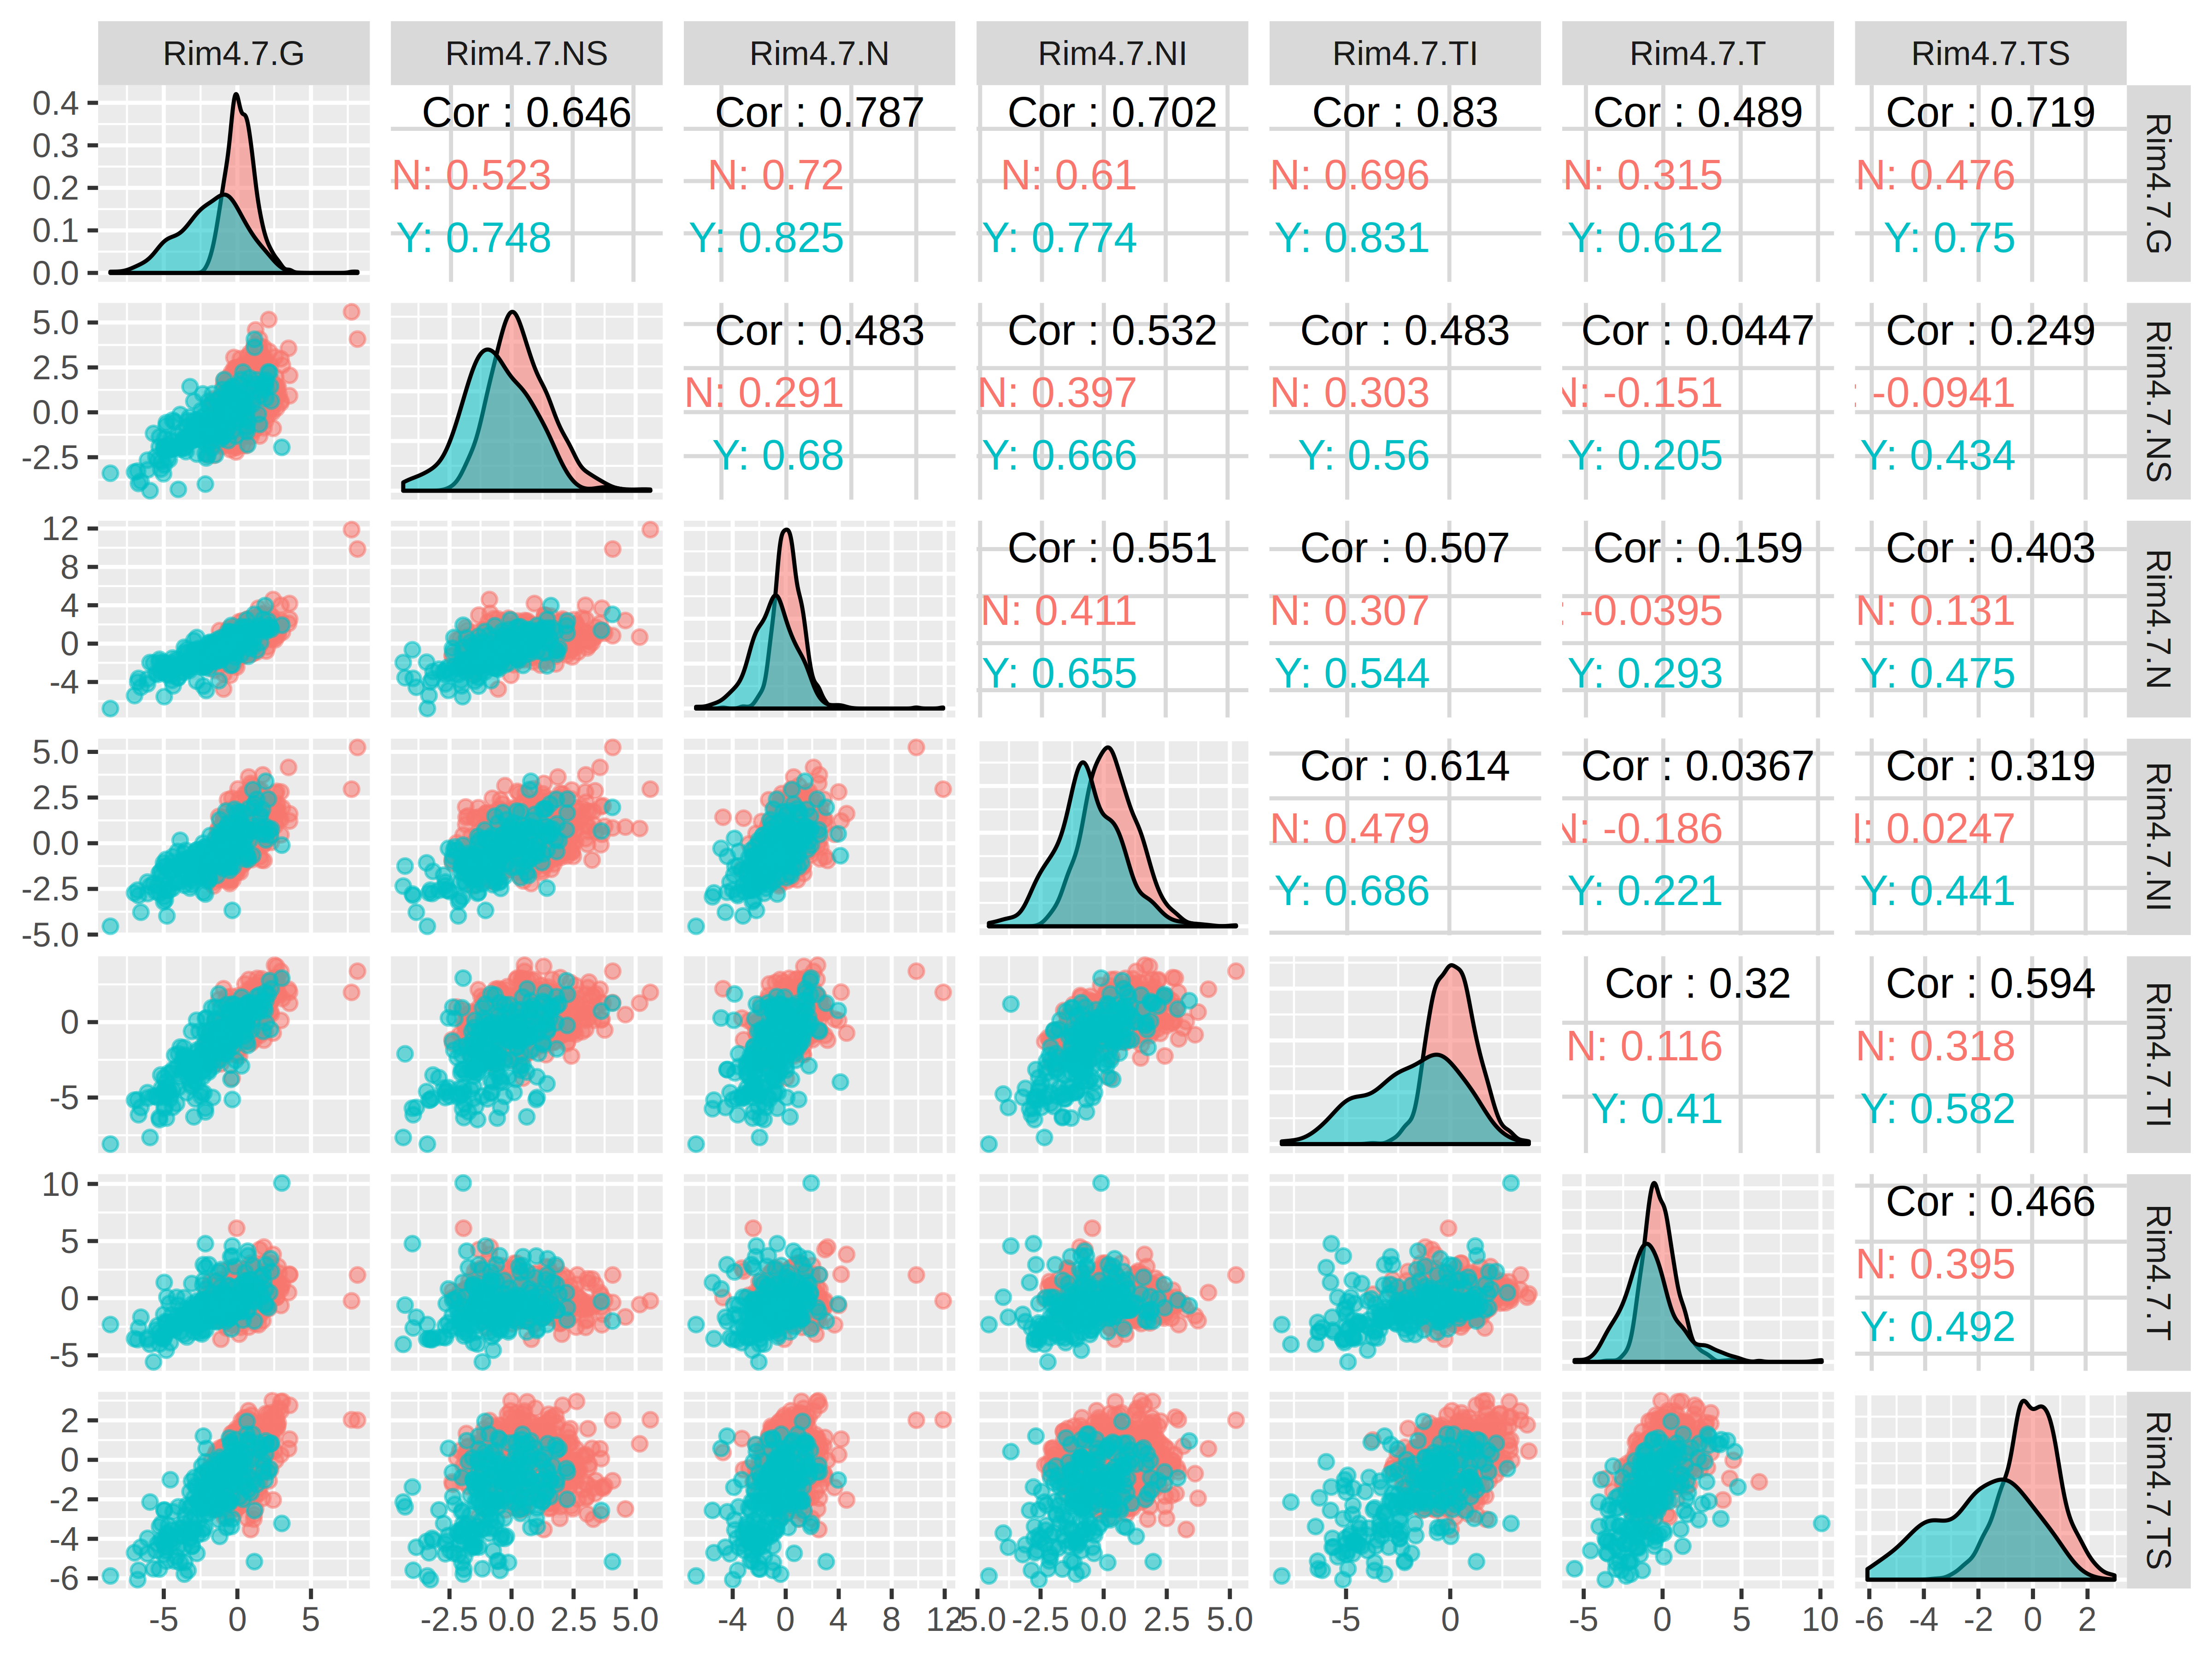 Rim4.7.G Rim4.7.NS Rim4.7.N Rim4.7.NI Rim4.7.TI Rim4.7.T Rim4.7.TS
0.4 Cor : 0.646 Cor : 0.787 Cor : 0.702 Cor : 0.83 Cor : 0.489 Cor : 0.719 Rim4.7.G
0.3 N: 0.523 N: 0.72 N: 0.61 N: 0.696 N: 0.315 N: 0.476
0.2
0.1 Y: 0.748 Y: 0.825 Y: 0.774 Y: 0.831 Y: 0.612 Y: 0.75
0.0
5.0 Cor : 0.483 Cor : 0.532 Cor : 0.483 Cor : 0.0447 Cor : 0.249 Rim4.7.NS
2.5 N: 0.291 N: 0.397 N: 0.303 N: -0.151 : -0.0941
0.0
-2.5 Y: 0.68 Y: 0.666 Y: 0.56 Y: 0.205 Y: 0.434
12 Cor : 0.551 Cor : 0.507 Cor : 0.159 Cor : 0.403 Rim4.7.N
8
4 N: 0.411 N: 0.307 : -0.0395 N: 0.131
0 Y: 0.655 Y: 0.544 Y: 0.293 Y: 0.475
-4
5.0 Cor : 0.614 Cor : 0.0367 Cor : 0.319 Rim4.7.NI
2.5 N: 0.479 N: -0.186 N: 0.0247
0.0
-2.5 Y: 0.686 Y: 0.221 Y: 0.441
-5.0
Cor : 0.32 Cor : 0.594 Rim4.7.TI
0 N: 0.116 N: 0.318
-5 Y: 0.41 Y: 0.582
10 Cor : 0.466 Rim4.7.T
5 N: 0.395
0 Y: 0.492
-5
2 Rim4.7.TS
0
-2
-4
-6
-5 0 5 -2.5 0.0 2.5 5.0 -4 0 4 8 12 -5.0 -2.5 0.0 2.5 5.0 -5 0 -5 0 5 10 -6 -4 -2 0 2